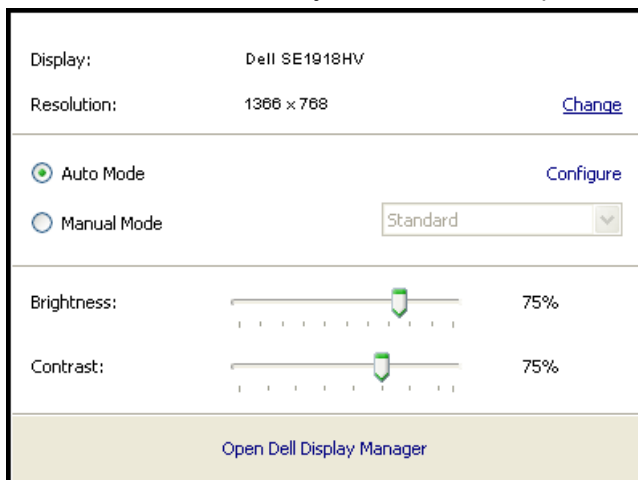 Display: Dell SE1918HV
Resolution: 1366 x 768 Change
Auto Mode Configure
Manual Mode Standard
Brightness: 75%
Contrast: 75%
Open Dell Display Manager